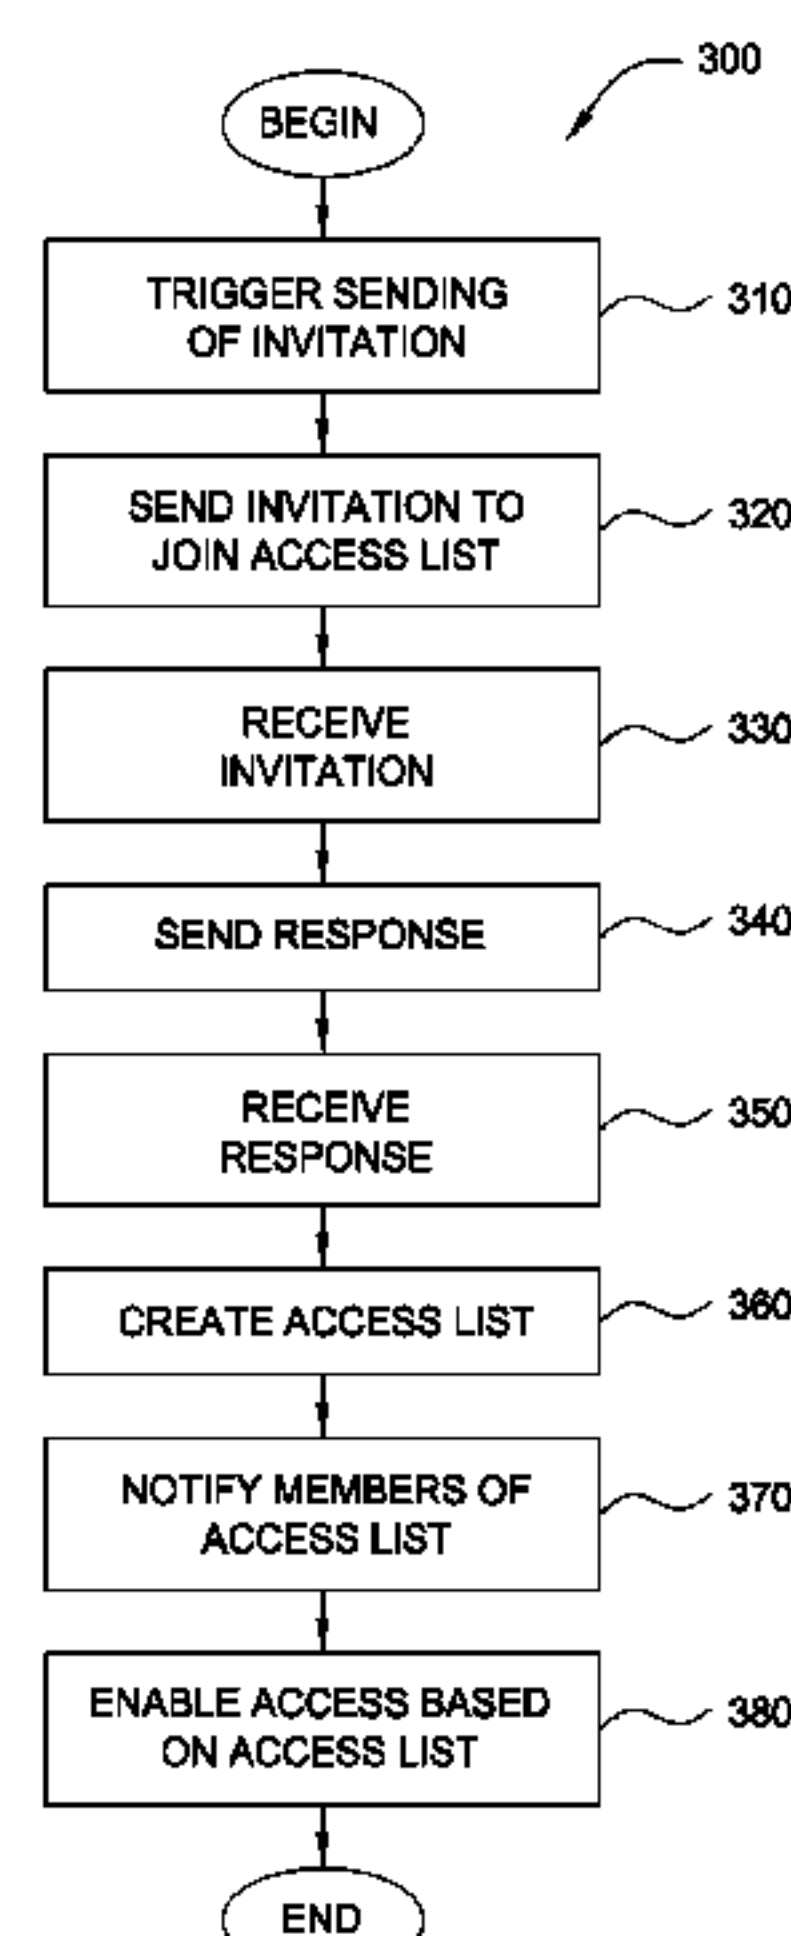 300
BEGIN
TRIGGER SENDING
OF INVITATION
310
SEND INVITATION TO
JOIN ACCESS LIST
320
RECEIVE
INVITATION
330
SEND RESPONSE
340
RECEIVE
RESPONSE
350
CREATE ACCESS LIST
360
NOTIFY MEMBERS OF
ACCESS LIST
370
ENABLE ACCESS BASED
ON ACCESS LIST
380
END